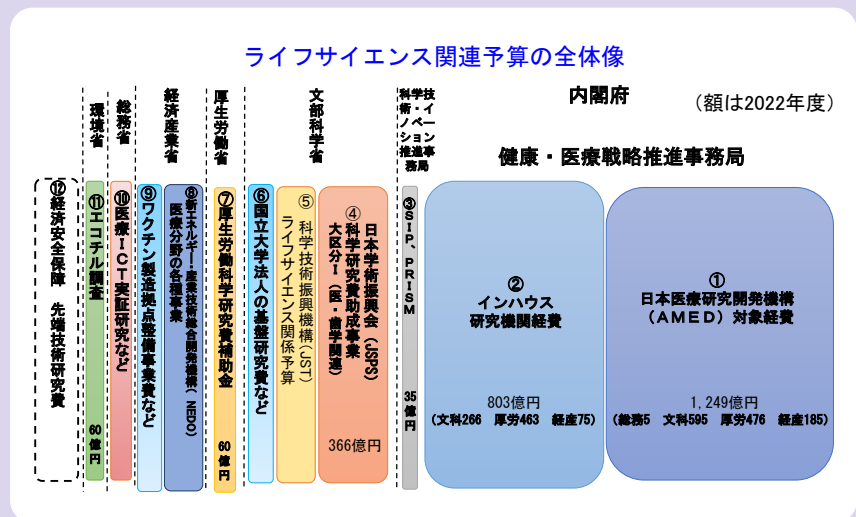 ライフサイエンス関連予算の全体像
(額は2022年度)
内閣府
健康・医療戦略推進事務局
科学技
術・イ
ノベー
ション
推進事
務局
文部科学省
厚生労働省
経済産業省
総務省
環境省
①
日本医療研究開発機構
(AMED)対象経費
1,249億円
(総務5 文科595 厚労476 経産185)
②
インハウス
研究機関経費
803億円
(文科266 厚労463 経産75)
③SIP、PRISM
35億円
④
日本学術振興会(JSPS)
科学研究費助成事業
大区分I(医・歯学関連)
366億円
⑤
科学技術振興機構(JST)
ライフサイエンス関係予算
⑥国立大学法人の基盤研究費など
⑦厚生労働科学研究費補助金
60億円
⑧新エネルギー・産業技術総合開発機構(NEDO)
医療分野の各種事業
⑨ワクチン製造拠点整備事業費など
⑩医療ICT実証研究など
⑪エコチル調査
60億円
⑫経済安全保障 先端技術研究費